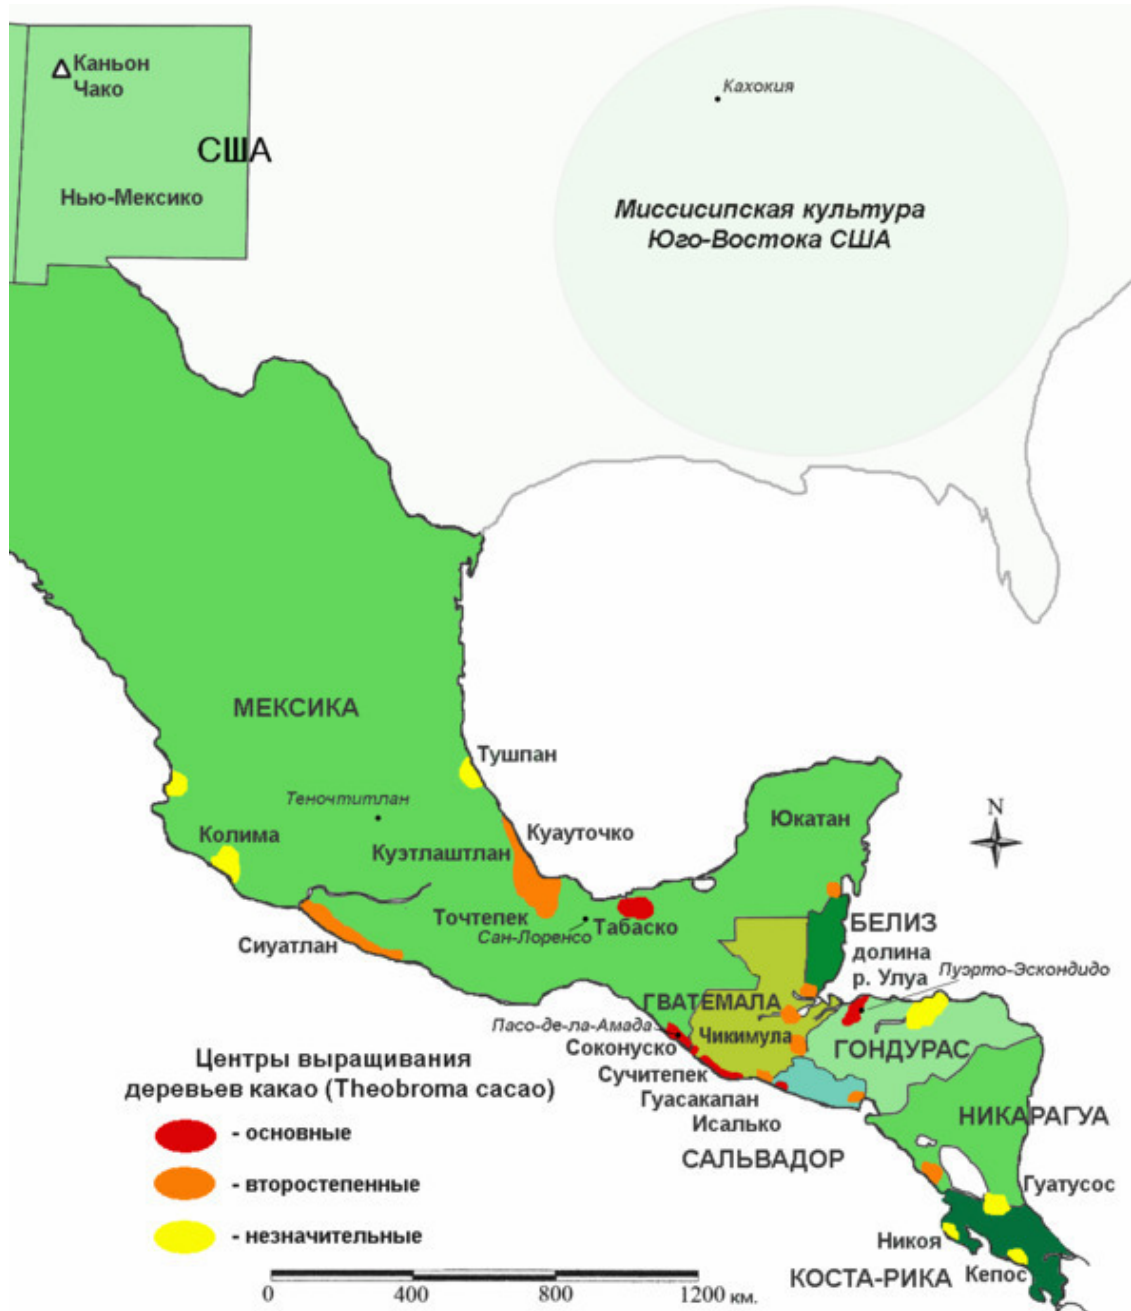 Каньон
Чако
США
Нью-Мексико
Кахокия
Миссисипская культура
Юго-Востока США
МЕКСИКА
Тушпан
Теночтитлан
Колима
Куауточко
Куэтлаштлан
Юкатан
N
Точтепек
Сан-Лоренсо
Табаско
Сиуатлан
БЕЛИЗ
долина
р. Улуа
Пуэрто-Эскондидо
ГВАТЕМАЛА
Пасо-де-ла-Амада
Чикимула
Соконуско
ГОНДУРАС
Сучитепек
Гуасакапан
Исалько
САЛЬВАДОР
НИКАРАГУА
Гуатусос
Никоя
Кепос
КОСТА-РИКА
Центры выращивания
деревьев какао (Theobroma cacao)
- основные
- второстепенные
- незначительные
0 400 800 1200 км.